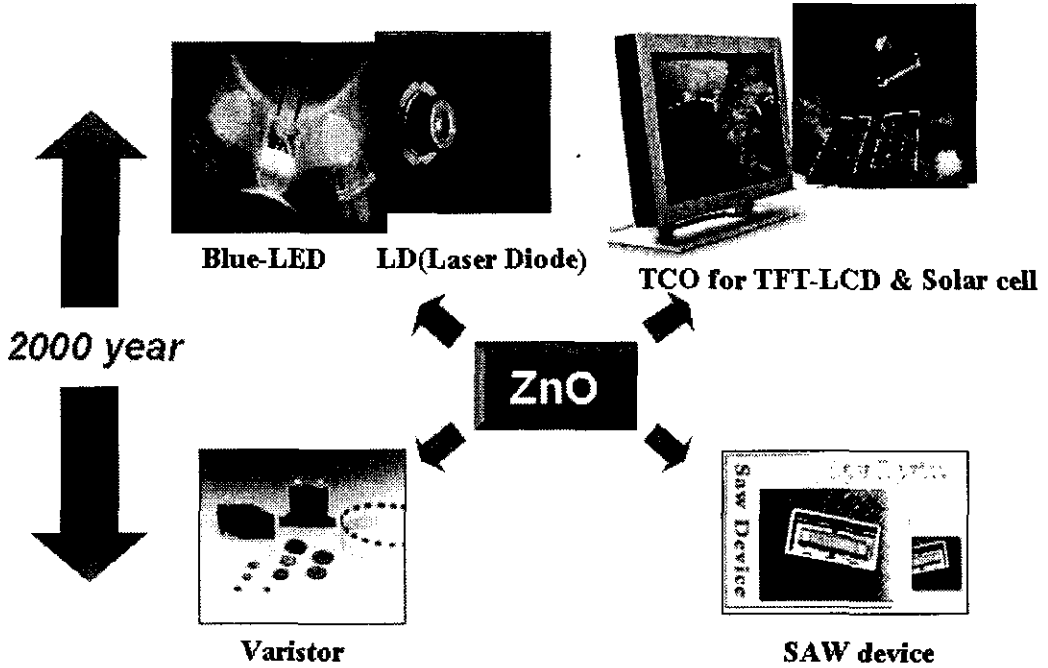 Blue-LED
LD(Laser Diode)
TCO for TFT-LCD & Solar cell
2000 year
ZnO
Saw Device
Varistor
SAW device